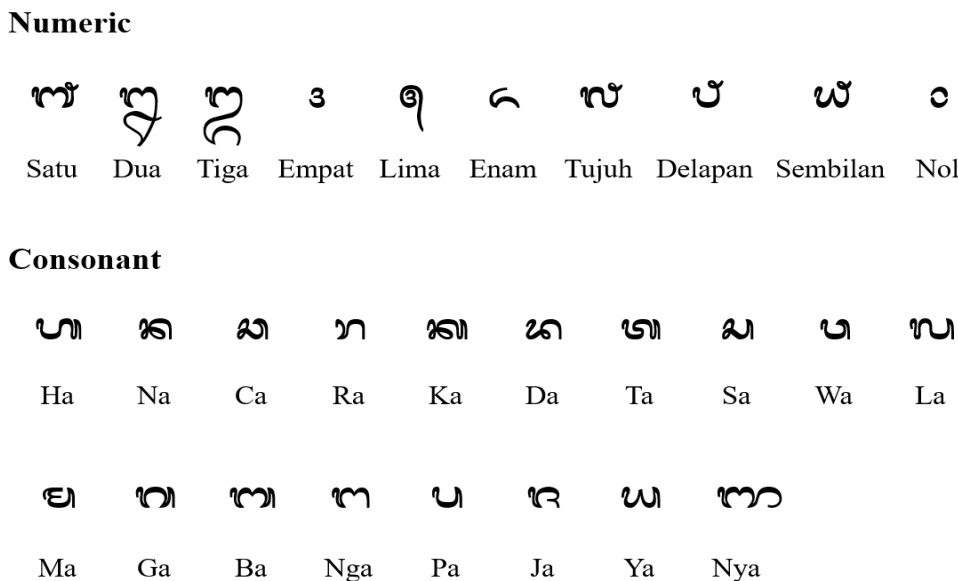 Numeric
᭑ ᭒ ᭓ ᭔ ᭕ ᭖ ᭗ ᭘ ᭙ ᭐
Satu Dua Tiga Empat Lima Enam Tujuh Delapan Sembilan Nol
Consonant
ᬳ ᬦ ᬘ ᬭ ᬓ ᬤ ᬢ ᬲ ᬯ ᬮ
Ha Na Ca Ra Ka Da Ta Sa Wa La
ᬫ ᬕ ᬩ ᬗ ᬧ ᬚ ᬬ ᬜ
Ma Ga Ba Nga Pa Ja Ya Nya